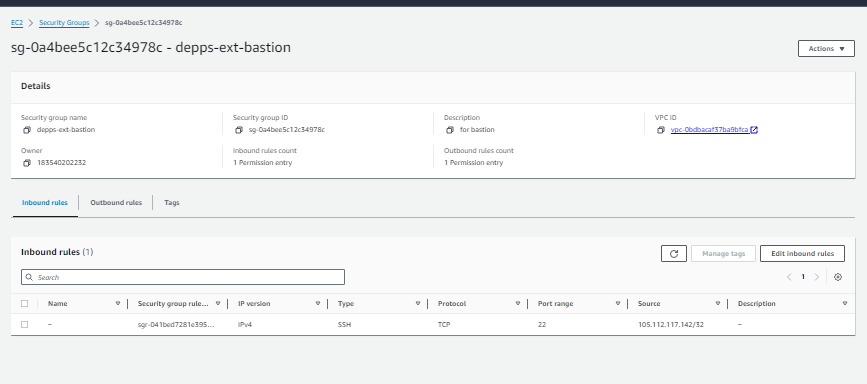 EC2 > Security Groups > sg-0a4bee5c12c34978c
sg-0a4bee5c12c34978c - depps-ext-bastion
Actions
Details
Security group name Security group ID Description VPC ID
depps-ext-bastion sg-0a4bee5c12c34978c for bastion vpc-0bdbacaf37ba9bfca
Owner Inbound rules count Outbound rules count
183540202232 1 Permission entry 1 Permission entry
Inbound rules Outbound rules Tags
Inbound rules (1) Manage tags Edit inbound rules
Search 1
Name Security group rule... IP version Type Protocol Port range Source Description
– sgr-041bed7281e395... IPv4 SSH TCP 22 105.112.117.142/32 –